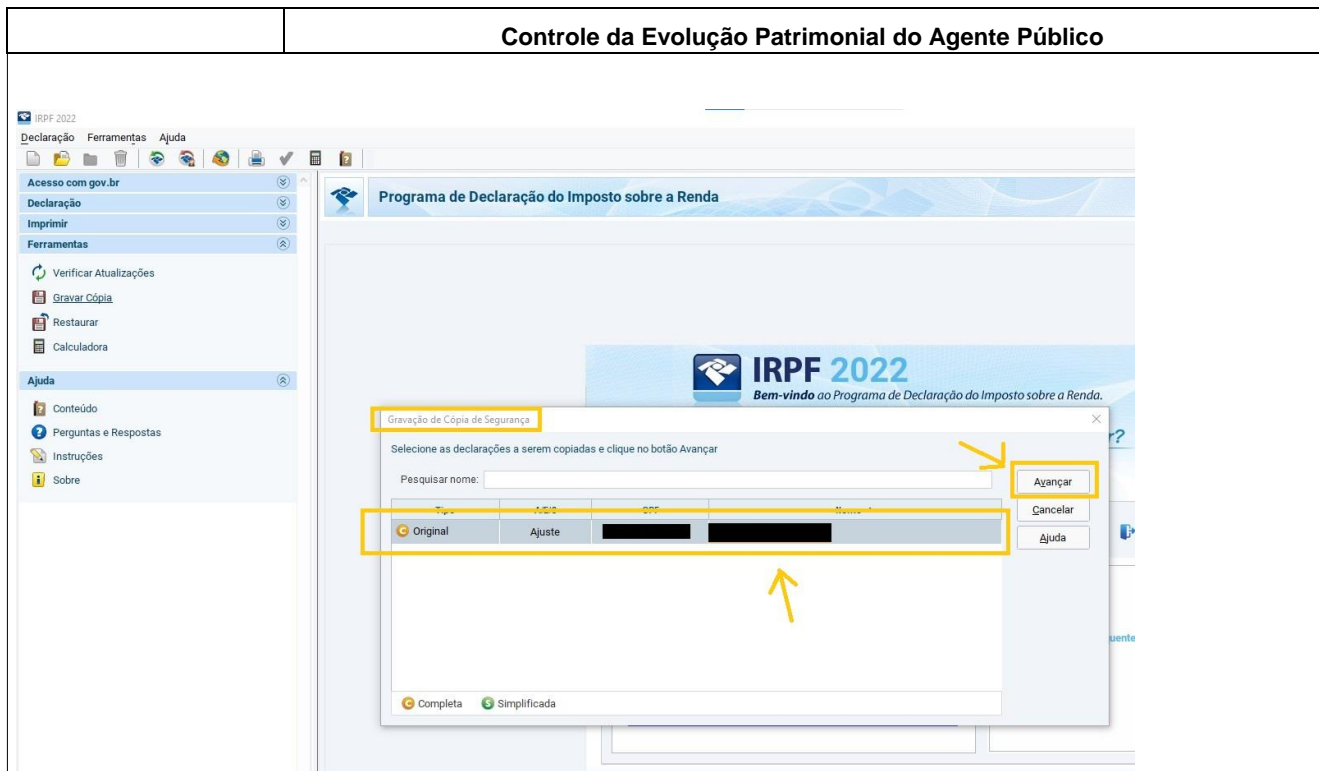 Controle da Evolução Patrimonial do Agente Público
IRPF 2022
Declaração Ferramentas Ajuda
Acesso com gov.br
Declaração
Imprimir
Ferramentas
Verificar Atualizações
Gravar Cópia
Restaurar
Calculadora
Ajuda
Conteúdo
Perguntas e Respostas
Instruções
Sobre
Programa de Declaração do Imposto sobre a Renda
IRPF 2022
Bem-vindo ao Programa de Declaração do Imposto sobre a Renda.
r?
Gravação de Cópia de Segurança
Selecione as declarações a serem copiadas e clique no botão Avançar
Pesquisar nome:
Avançar
Cancelar
Ajuda
Tipo A/E/S CPF
Original Ajuste
Completa Simplificada
uente